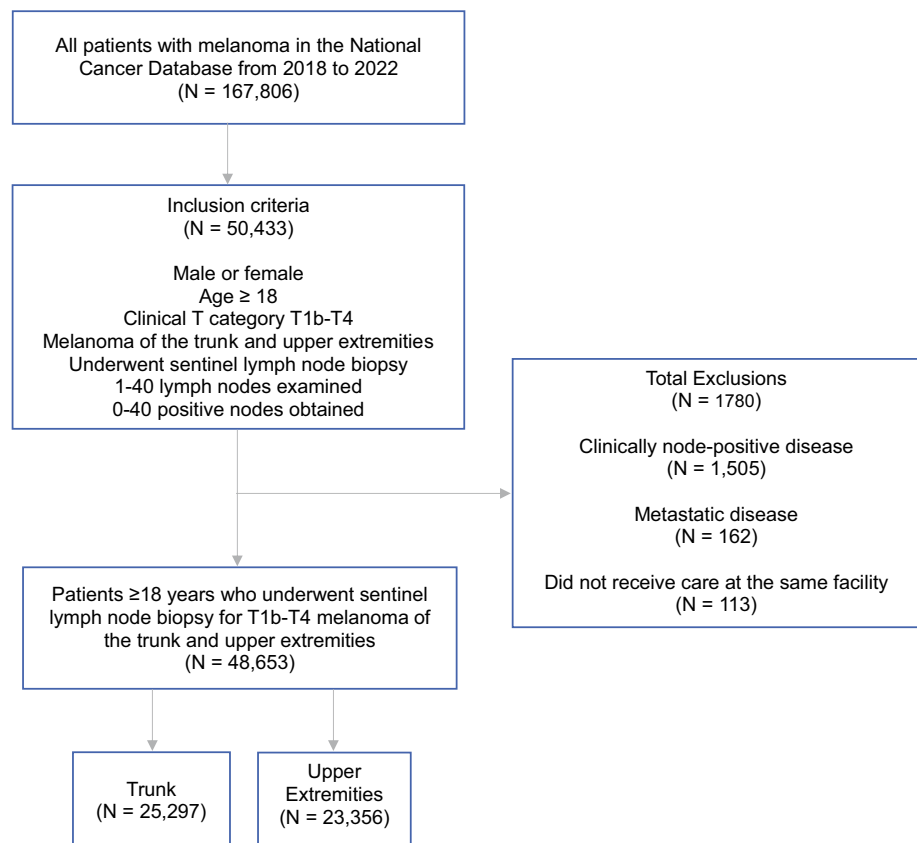 All patients with melanoma in the National
Cancer Database from 2018 to 2022
(N = 167,806)
Inclusion criteria
(N = 50,433)
Male or female
Age ≥ 18
Clinical T category T1b-T4
Melanoma of the trunk and upper extremities
Underwent sentinel lymph node biopsy
1-40 lymph nodes examined
0-40 positive nodes obtained
Total Exclusions
(N = 1780)
Clinically node-positive disease
(N = 1,505)
Metastatic disease
(N = 162)
Did not receive care at the same facility
(N = 113)
Patients ≥18 years who underwent sentinel
lymph node biopsy for T1b-T4 melanoma of
the trunk and upper extremities
(N = 48,653)
Trunk
(N = 25,297)
Upper
Extremities
(N = 23,356)